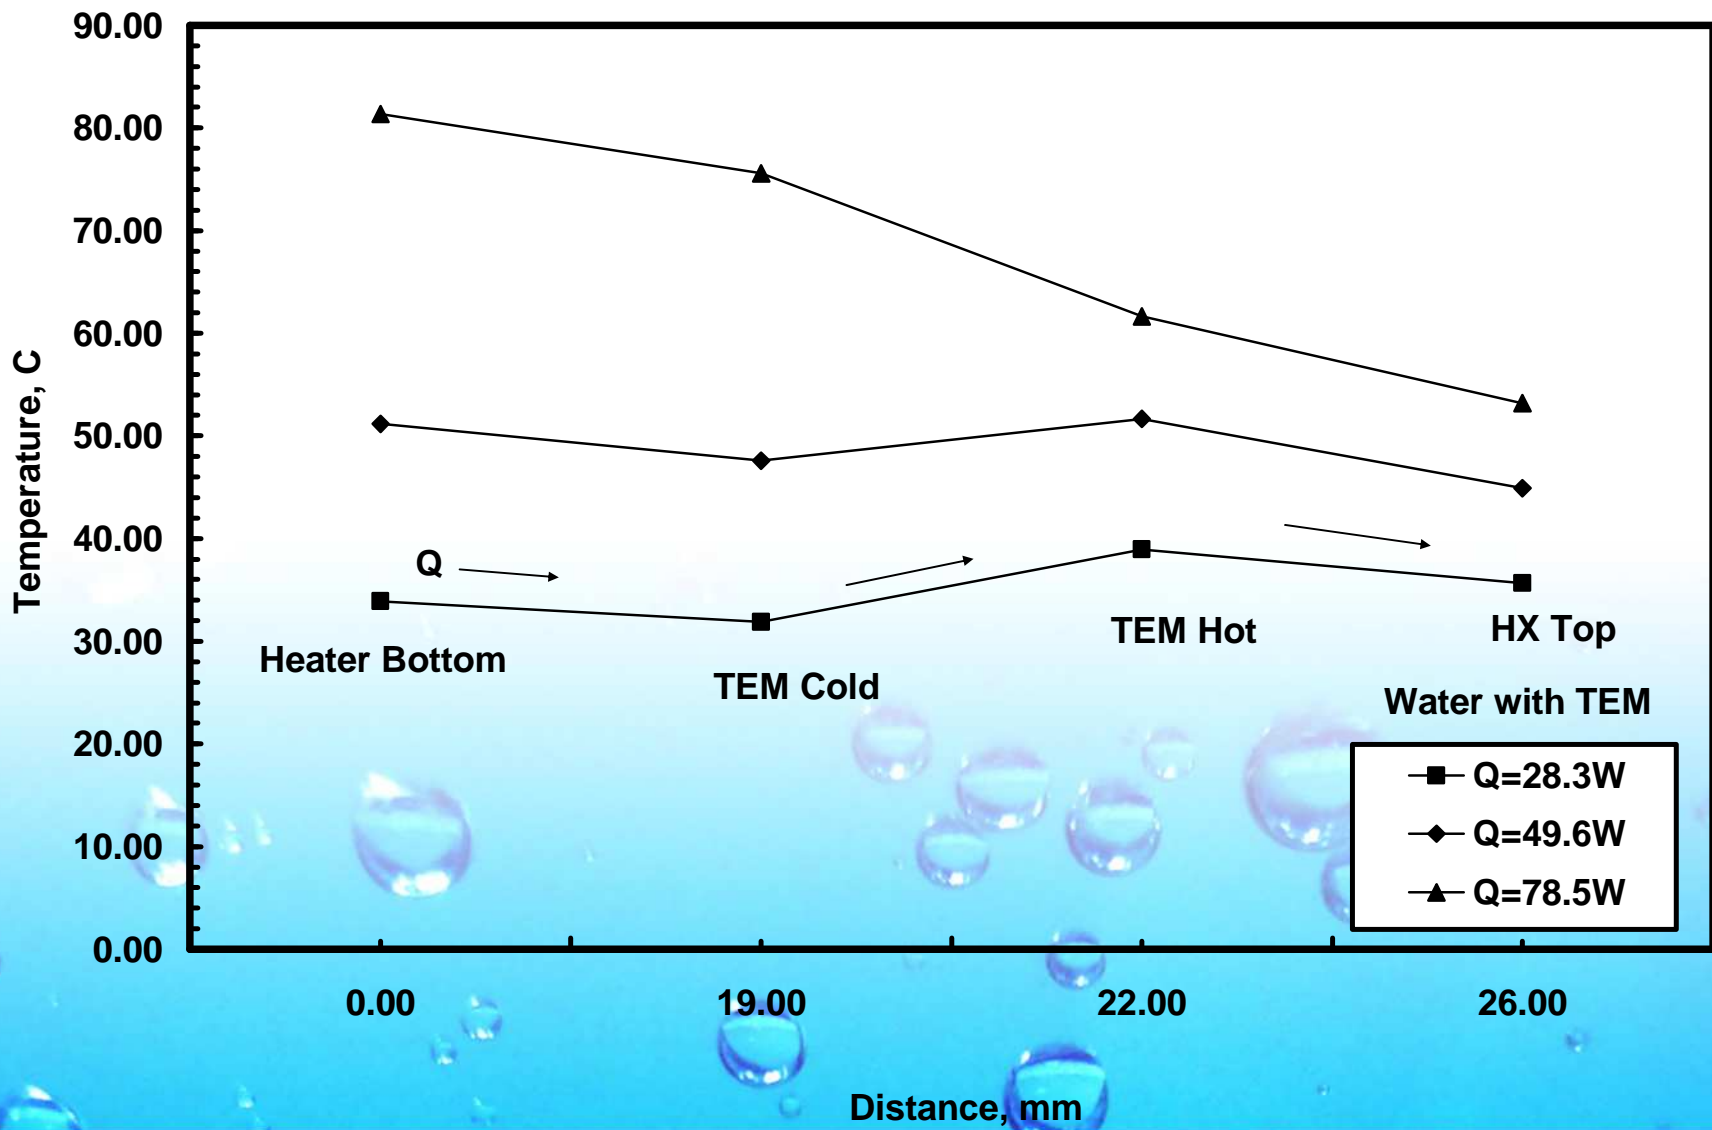 90.00
80.00
70.00
60.00
50.00
40.00
30.00
20.00
10.00
0.00
Temperature, C
Q
Heater Bottom
TEM Cold
TEM Hot
HX Top
Water with TEM
Q=28.3W
Q=49.6W
Q=78.5W
0.00 19.00 22.00 26.00
Distance, mm